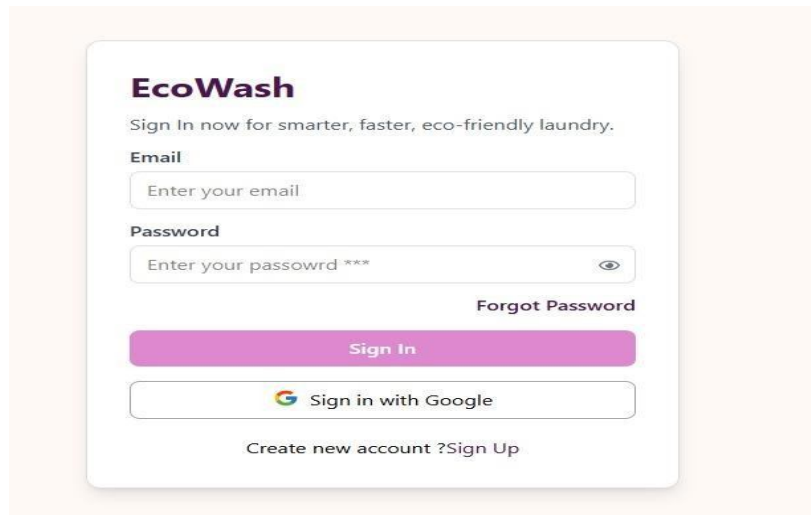 EcoWash
Sign In now for smarter, faster, eco-friendly laundry.
Email
Enter your email
Password
Enter your passowrd ***
Forgot Password
Sign In
Sign in with Google
Create new account ?Sign Up